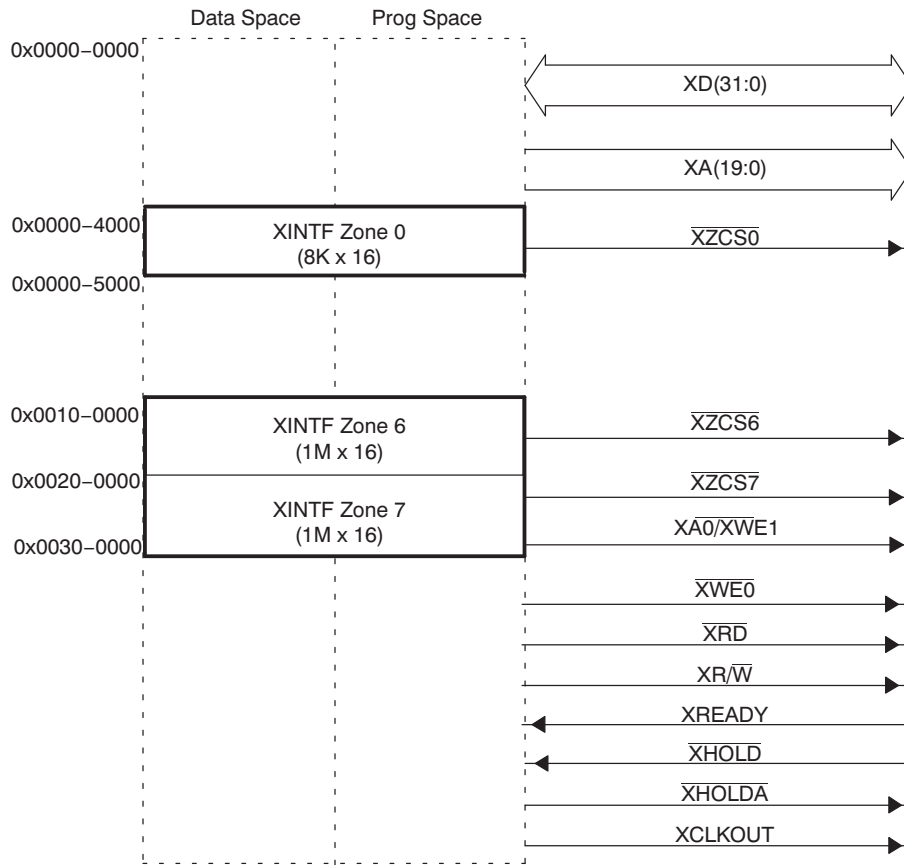 Data Space Prog Space
0x0000−0000
XD(31:0)
XA(19:0)
0x0000−4000
XINTF Zone 0
(8K x 16)
XZCS0
0x0000−5000
0x0010−0000
XINTF Zone 6
(1M x 16)
XZCS6
0x0020−0000
XZCS7
XINTF Zone 7
(1M x 16)
XA0/XWE1
0x0030−0000
XWE0
XRD
XR/W
XREADY
XHOLD
XHOLDA
XCLKOUT